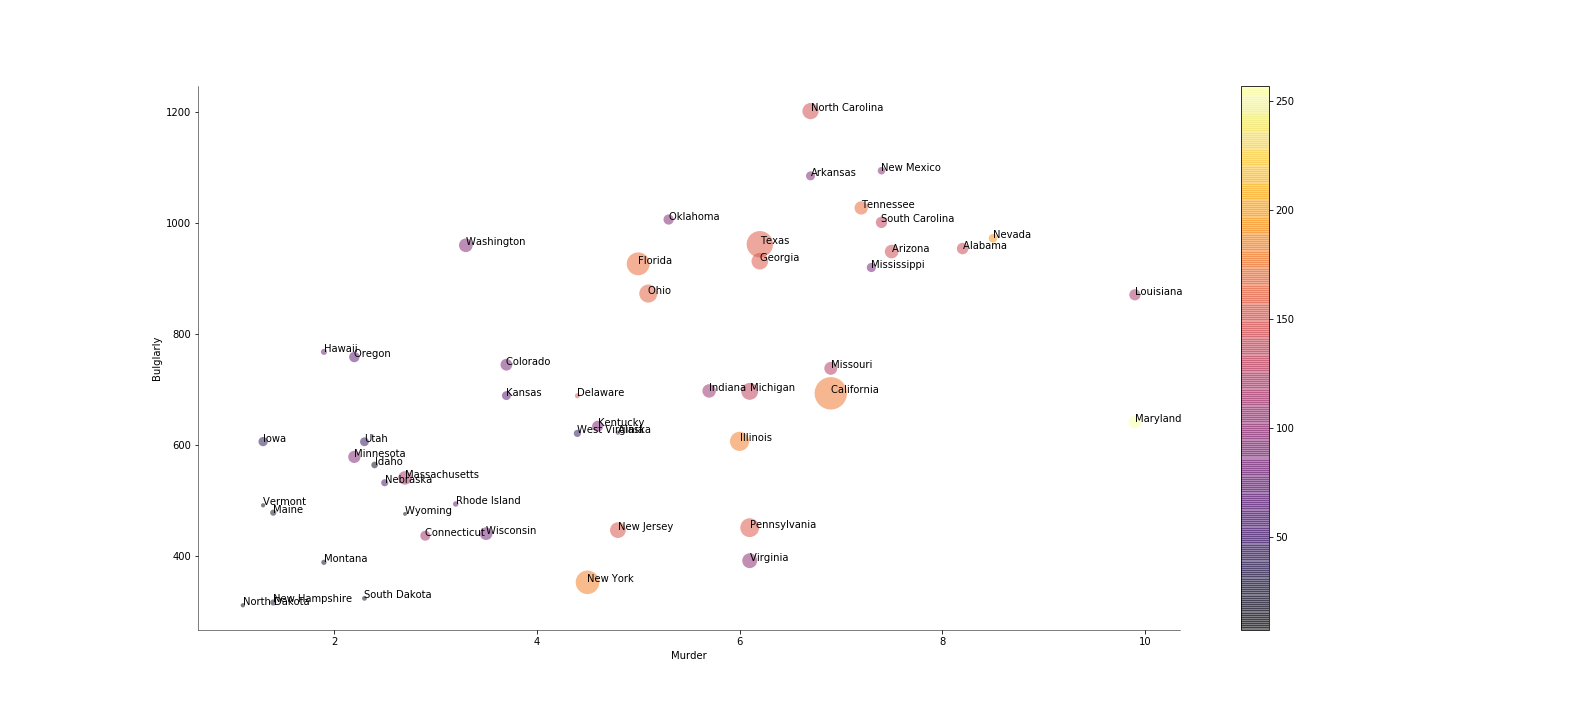 1200
1000
800
600
400
Bulglarly
North Carolina
Arkansas
New Mexico
Tennessee
South Carolina
Oklahoma
Nevada
Washington
Texas
Alabama
Arizona
Georgia
Florida
Mississippi
Ohio
Louisiana
Hawaii
Oregon
Colorado
Missouri
Indiana
Michigan
California
Kansas
Delaware
Maryland
Kentucky
West Virginia
Alaska
Iowa
Utah
Illinois
Minnesota
Idaho
Massachusetts
Nebraska
Vermont
Rhode Island
Maine
Wyoming
Connecticut
Wisconsin
New Jersey
Pennsylvania
Montana
Virginia
New York
South Dakota
New Hampshire
North Dakota
2
4
6
8
10
Murder
250
200
150
100
50